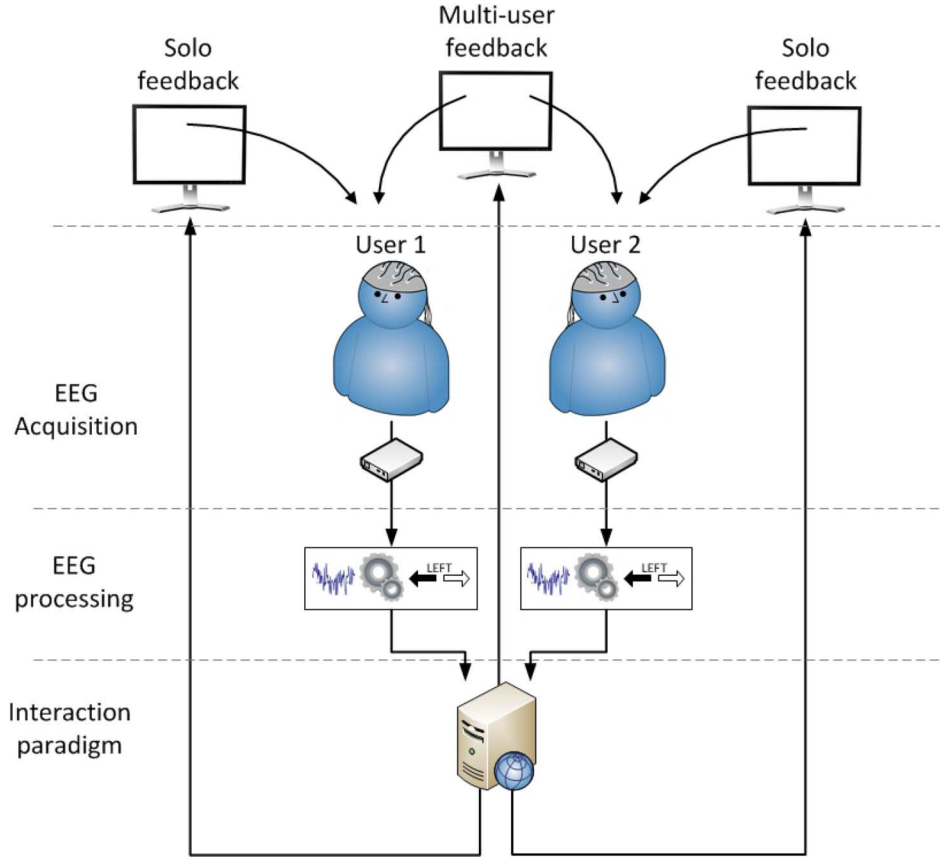 Multi-user
feedback
Solo
feedback
Solo
feedback
User 1
User 2
EEG
Acquisition
EEG
processing
LEFT
LEFT
Interaction
paradigm